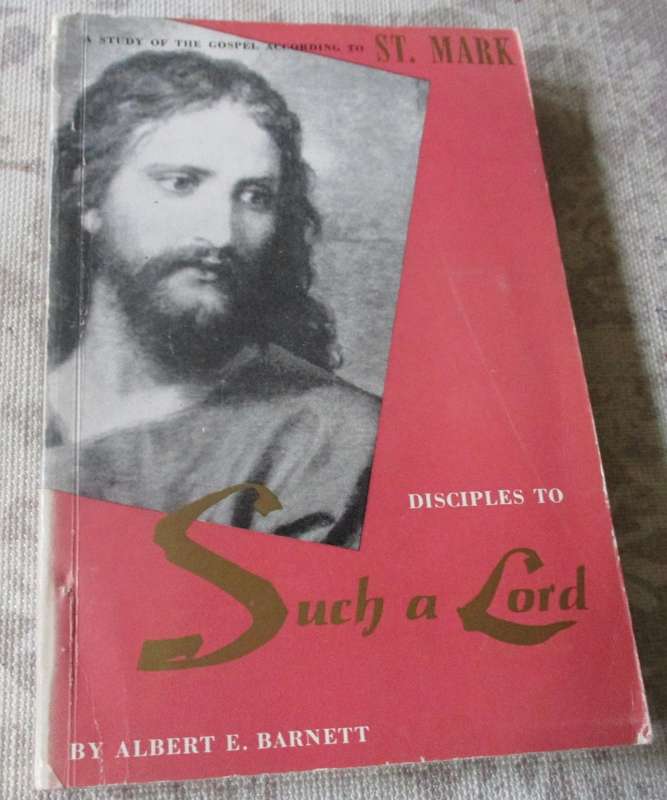 A STUDY OF THE GOSPEL ACCORDING TO ST. MARK
DISCIPLES TO
Such a Lord
BY ALBERT E. BARNETT